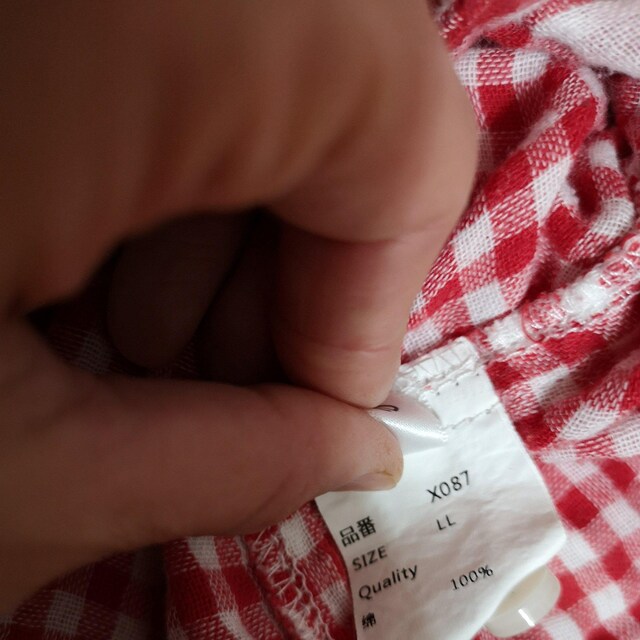 品番 X087
SIZE LL
Quality
綿 100%